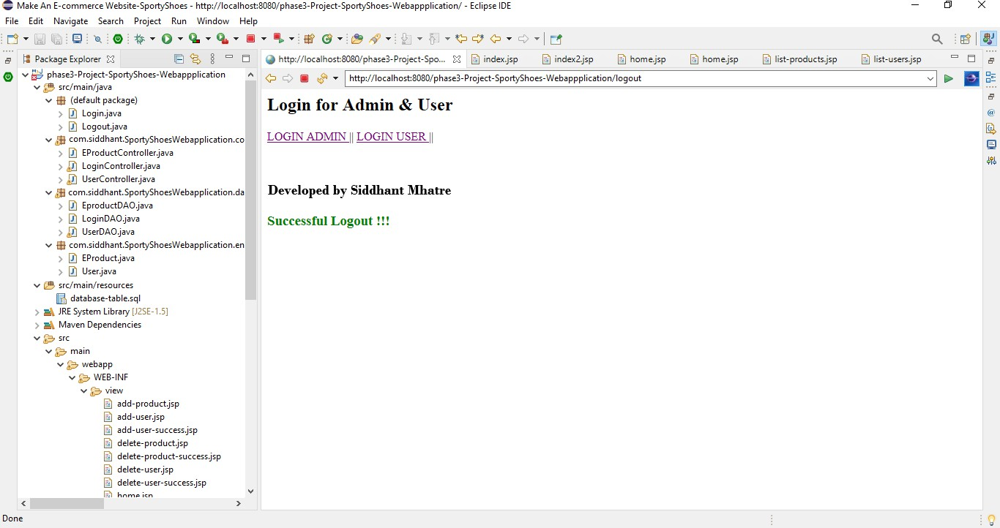 Make An E-commerce Website-SportyShoes - http://localhost:8080/phase3-Project-SportyShoes-Webappplication/ - Eclipse IDE
File Edit Navigate Search Project Run Window Help
Package Explorer
phase3-Project-SportyShoes-Webappplication
src/main/java
(default package)
Login.java
Logout.java
com.siddhant.SportyShoesWebapplication.co
EProductController.java
LoginController.java
UserController.java
com.siddhant.SportyShoesWebapplication.da
EproductDAO.java
LoginDAO.java
UserDAO.java
com.siddhant.SportyShoesWebapplication.en
EProduct.java
User.java
src/main/resources
database-table.sql
JRE System Library [J2SE-1.5]
Maven Dependencies
src
main
webapp
WEB-INF
view
add-product.jsp
add-user.jsp
add-user-success.jsp
delete-product.jsp
delete-product-success.jsp
delete-user.jsp
delete-user-success.jsp
home.jsp
http://localhost:8080/phase3-Project-Spo... index.jsp index2.jsp home.jsp home.jsp list-products.jsp list-users.jsp
http://localhost:8080/phase3-Project-SportyShoes-Webappplication/logout
Login for Admin & User
LOGIN ADMIN || LOGIN USER ||
Developed by Siddhant Mhatre
Successful Logout !!!
Done